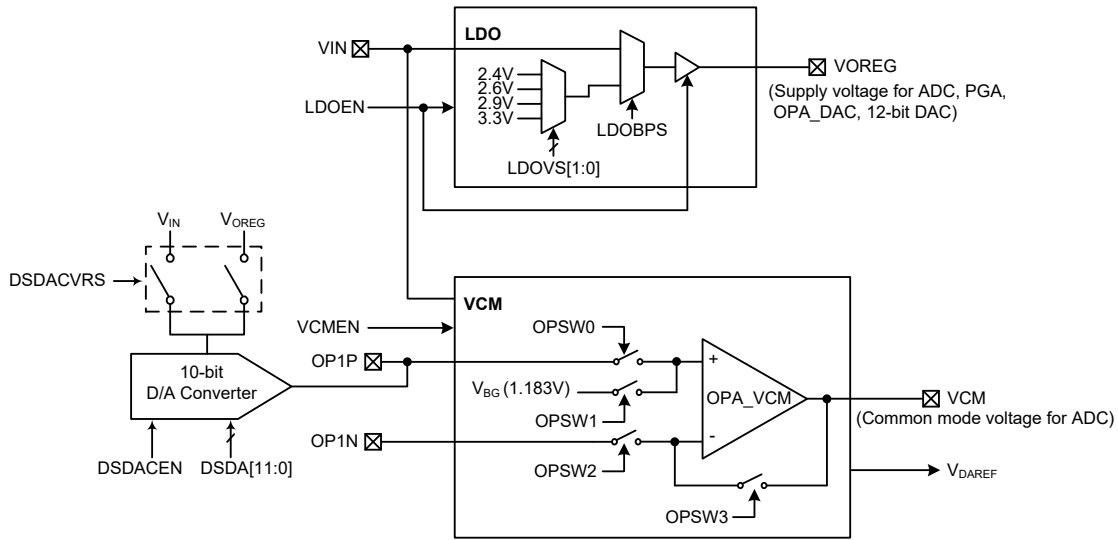 LDO
VIN
2.4V
2.6V
2.9V
3.3V
VOREG
(Supply voltage for ADC, PGA,
OPA_DAC, 12-bit DAC)
LDOEN
LDOBPS
LDOVS[1:0]
VIN
VOREG
DSDACVRS
VCM
VCMEN
OPSW0
OP1P
10-bit
D/A Converter
VBG (1.183V)
OPA_VCM
+
-
VCM
(Common mode voltage for ADC)
OPSW1
OP1N
DSDACEN
DSDA[11:0]
OPSW2
VDAREF
OPSW3